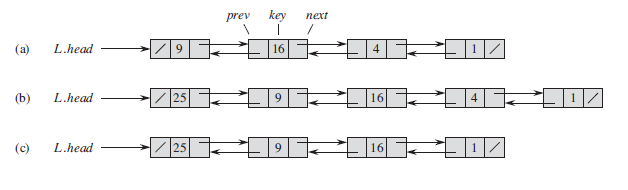 prev key next
(a) L.head / 9 16 4 1 /
(b) L.head / 25 9 16 4 1 /
(c) L.head / 25 9 16 1 /